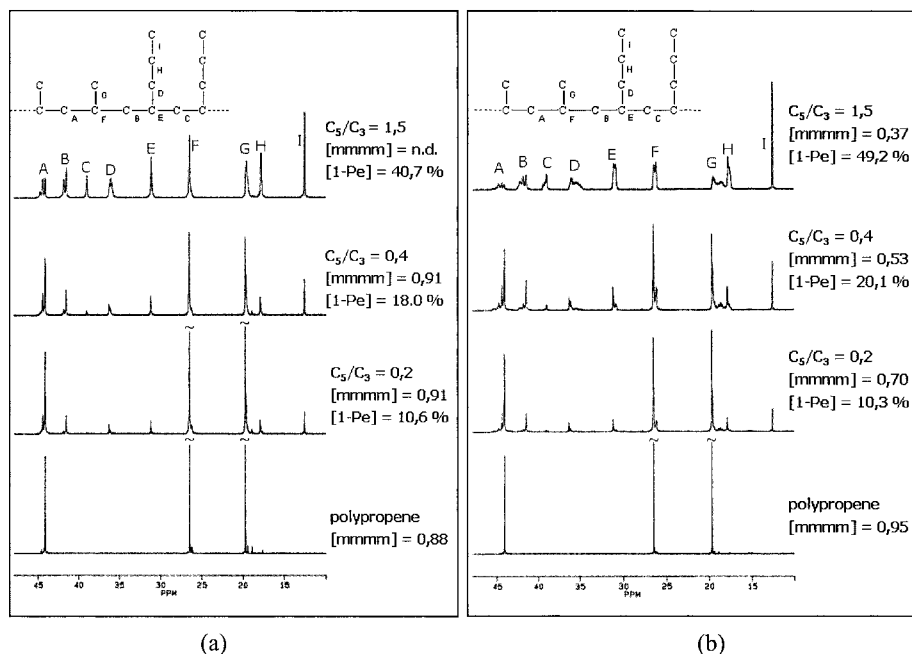 C C
C I C
C H C
C C C D C
G
C C C C C C C
A F B E C
A B C D E F G H I
C₅/C₃ = 1,5
[mmmm] = n.d.
[1-Pe] = 40,7 %
C₅/C₃ = 0,4
[mmmm] = 0,91
[1-Pe] = 18.0 %
~ ~
C₅/C₃ = 0,2
[mmmm] = 0,91
[1-Pe] = 10,6 %
~ ~
polypropene
[mmmm] = 0,88
45 40 35 30 25 20 15
PPM
(a)
C C
C I C
C H C
C C C D C
G
C C C C C C C
A F B E C
A B C D E F G H I
C₅/C₃ = 1,5
[mmmm] = 0,37
[1-Pe] = 49,2 %
C₅/C₃ = 0,4
[mmmm] = 0,53
[1-Pe] = 20,1 %
C₅/C₃ = 0,2
[mmmm] = 0,70
[1-Pe] = 10,3 %
~ ~
polypropene
[mmmm] = 0,95
45 40 35 30 25 20 15
PPM
(b)